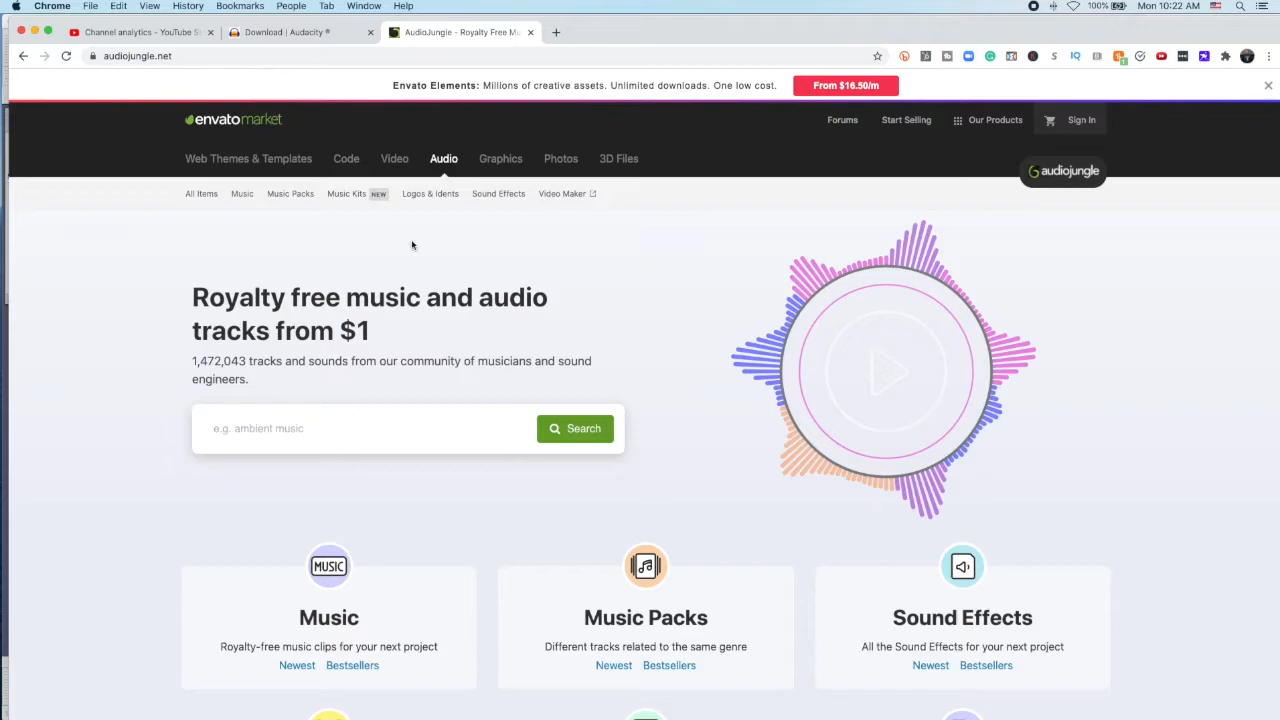 Chrome File Edit View History Bookmarks People Tab Window Help 100% Mon 10:22 AM
Channel analytics - YouTube S
Download | Audacity ®
AudioJungle - Royalty Free Mu
audiojungle.net
Envato Elements: Millions of creative assets. Unlimited downloads. One low cost. From $16.50/m
envatomarket Forums Start Selling Our Products Sign In
Web Themes & Templates Code Video Audio Graphics Photos 3D Files
audiojungle
All Items Music Music Packs Music Kits NEW Logos & Idents Sound Effects Video Maker
Royalty free music and audio
tracks from $1
1,472,043 tracks and sounds from our community of musicians and sound
engineers.
e.g. ambient music Search
MUSIC
Music
Royalty-free music clips for your next project
Newest Bestsellers
Music Packs
Different tracks related to the same genre
Newest Bestsellers
Sound Effects
All the Sound Effects for your next project
Newest Bestsellers